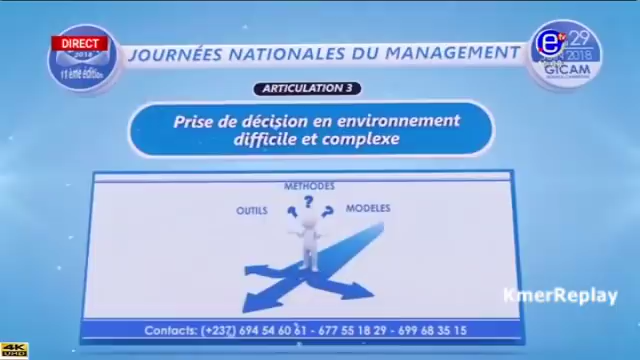 DIRECT
2018
11ème édition
JOURNÉES NATIONALES DU MANAGEMENT
e tv
29
2018
GICAM
ARTICULATION 3
Prise de décision en environnement
difficile et complexe
METHODES
OUTILS
MODELES
? ? ?
KmerReplay
Contacts: (+237) 694 54 60 61 - 677 55 18 29 - 699 68 35 15
4K
UHD